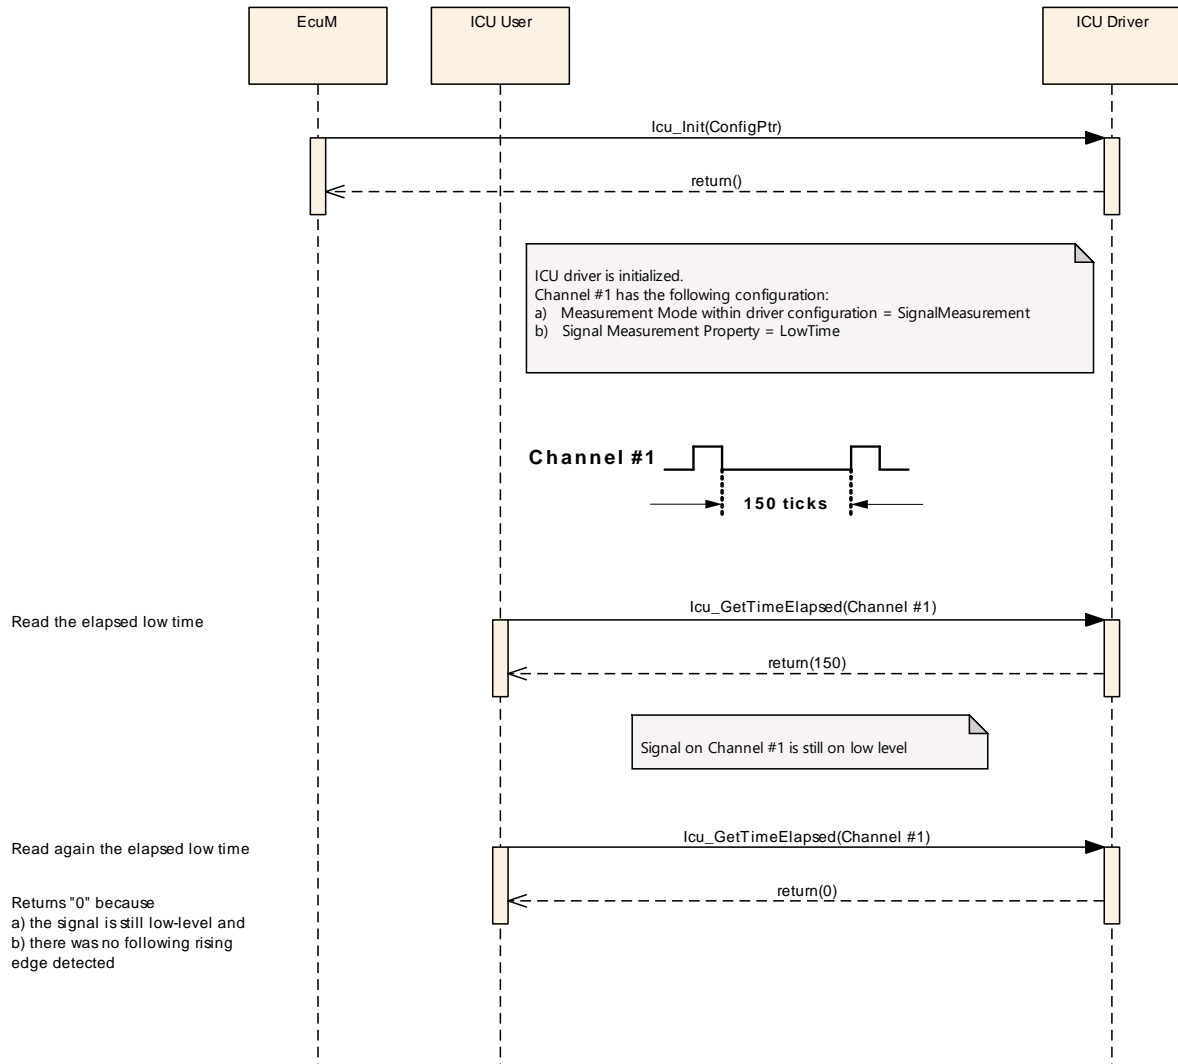 EcuM
ICU User
ICU Driver
Icu_Init(ConfigPtr)
return()
ICU driver is initialized.
Channel #1 has the following configuration:
a) Measurement Mode within driver configuration = SignalMeasurement
b) Signal Measurement Property = LowTime
Channel #1
150 ticks
Icu_GetTimeElapsed(Channel #1)
Read the elapsed low time
return(150)
Signal on Channel #1 is still on low level
Icu_GetTimeElapsed(Channel #1)
Read again the elapsed low time
return(0)
Returns "0" because
a) the signal is still low-level and
b) there was no following rising
edge detected